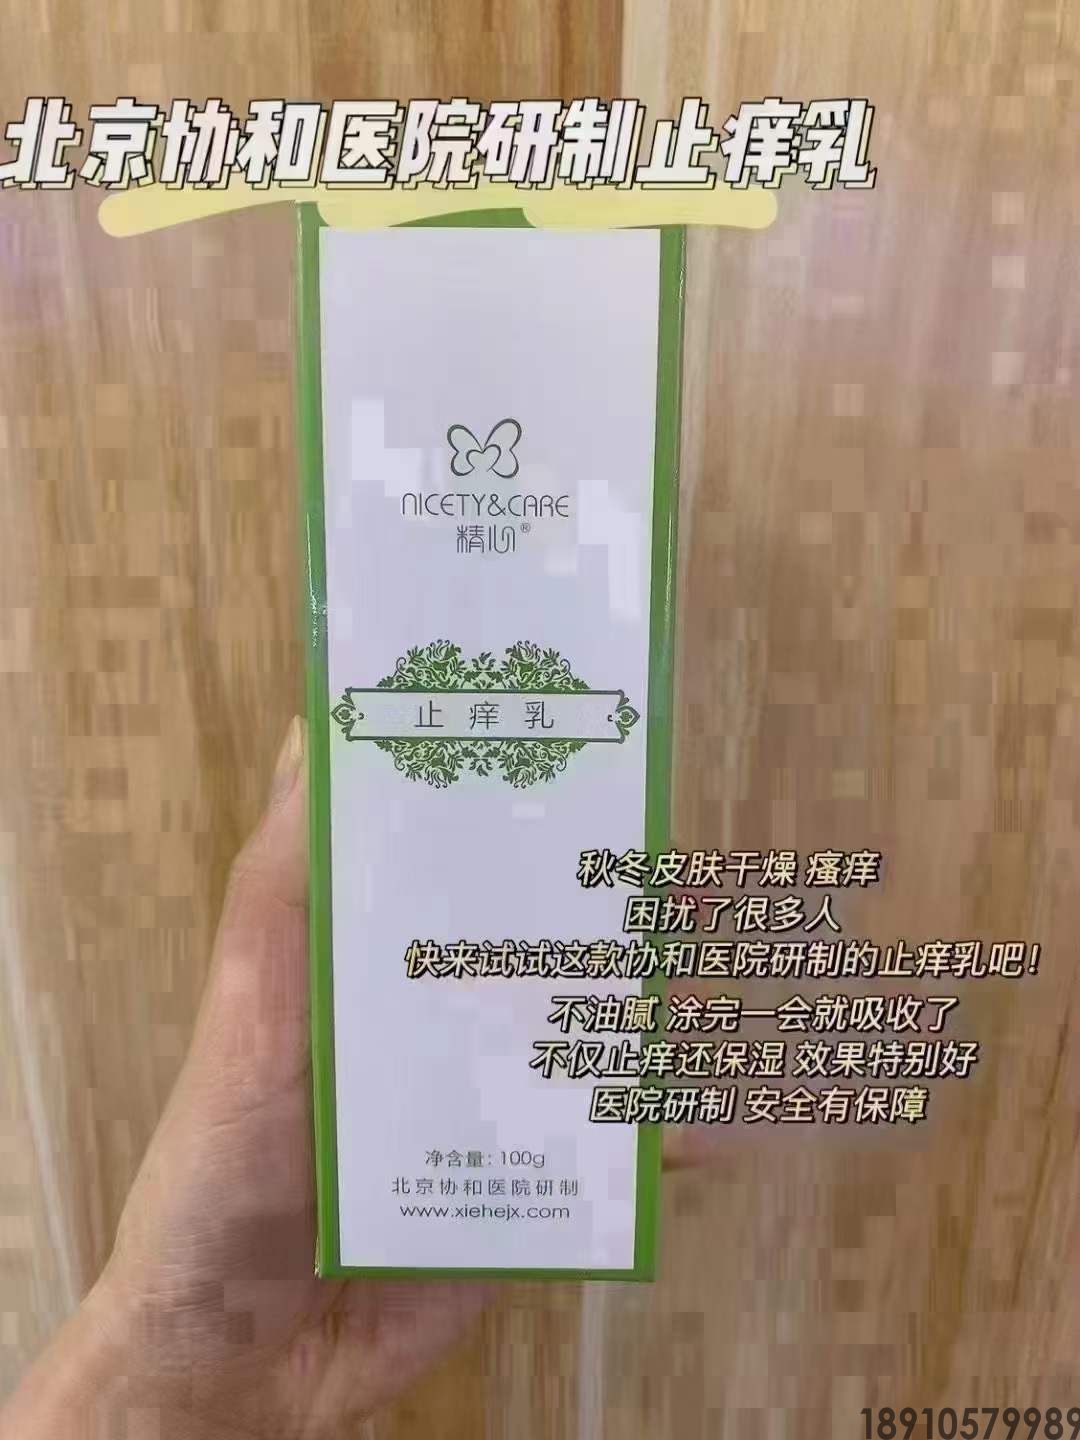 北京协和医院研制止痒乳
NICETY&CARE
精心®
止痒乳
秋冬皮肤干燥 瘙痒
困扰了很多人
快来试试这款协和医院研制的止痒乳吧！
不油腻 涂完一会就吸收了
不仅止痒还保湿 效果特别好
医院研制 安全有保障
净含量：100g
北京协和医院研制
www.xiehejx.com
18910579989